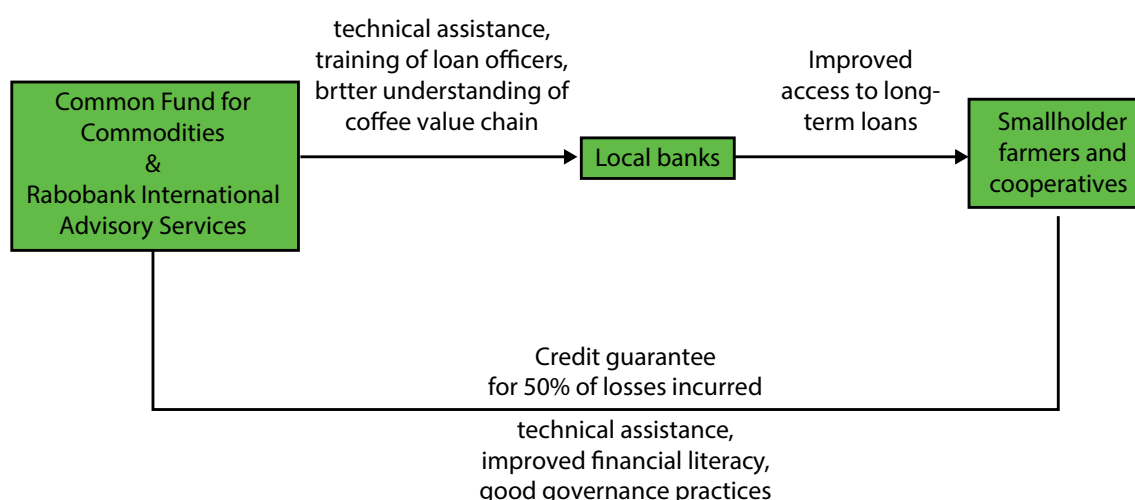 technical assistance,
training of loan officers,
brtter understanding of
coffee value chain
Improved
access to long-
term loans
Common Fund for
Commodities
&
Rabobank International
Advisory Services
Local banks
Smallholder
farmers and
cooperatives
Credit guarantee
for 50% of losses incurred
technical assistance,
improved financial literacy,
good governance practices